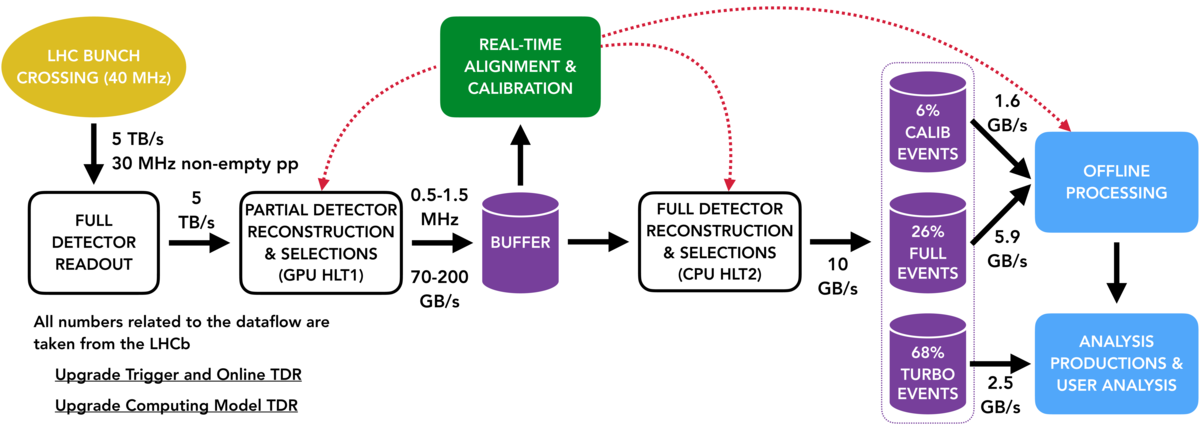 LHC BUNCH
CROSSING (40 MHz)
5 TB/s
30 MHz non-empty pp
FULL
DETECTOR
READOUT
5
TB/s
PARTIAL DETECTOR
RECONSTRUCTION
& SELECTIONS
(GPU HLT1)
0.5-1.5
MHz
70-200
GB/s
REAL-TIME
ALIGNMENT &
CALIBRATION
BUFFER
FULL DETECTOR
RECONSTRUCTION
& SELECTIONS
(CPU HLT2)
10
GB/s
6%
CALIB
EVENTS
26%
FULL
EVENTS
68%
TURBO
EVENTS
1.6
GB/s
5.9
GB/s
2.5
GB/s
OFFLINE
PROCESSING
ANALYSIS
PRODUCTIONS &
USER ANALYSIS
All numbers related to the dataflow are
taken from the LHCb
Upgrade Trigger and Online TDR
Upgrade Computing Model TDR